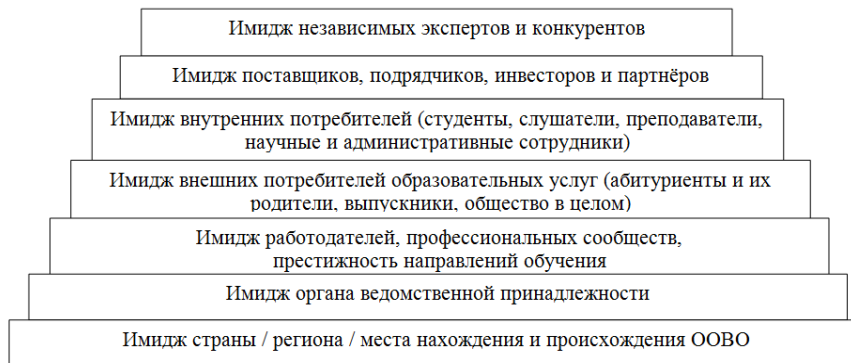 Имидж независимых экспертов и конкурентов
Имидж поставщиков, подрядчиков, инвесторов и партнёров
Имидж внутренних потребителей (студенты, слушатели, преподаватели,
научные и административные сотрудники)
Имидж внешних потребителей образовательных услуг (абитуриенты и их
родители, выпускники, общество в целом)
Имидж работодателей, профессиональных сообществ,
престижность направлений обучения
Имидж органа ведомственной принадлежности
Имидж страны / региона / места нахождения и происхождения ООВО